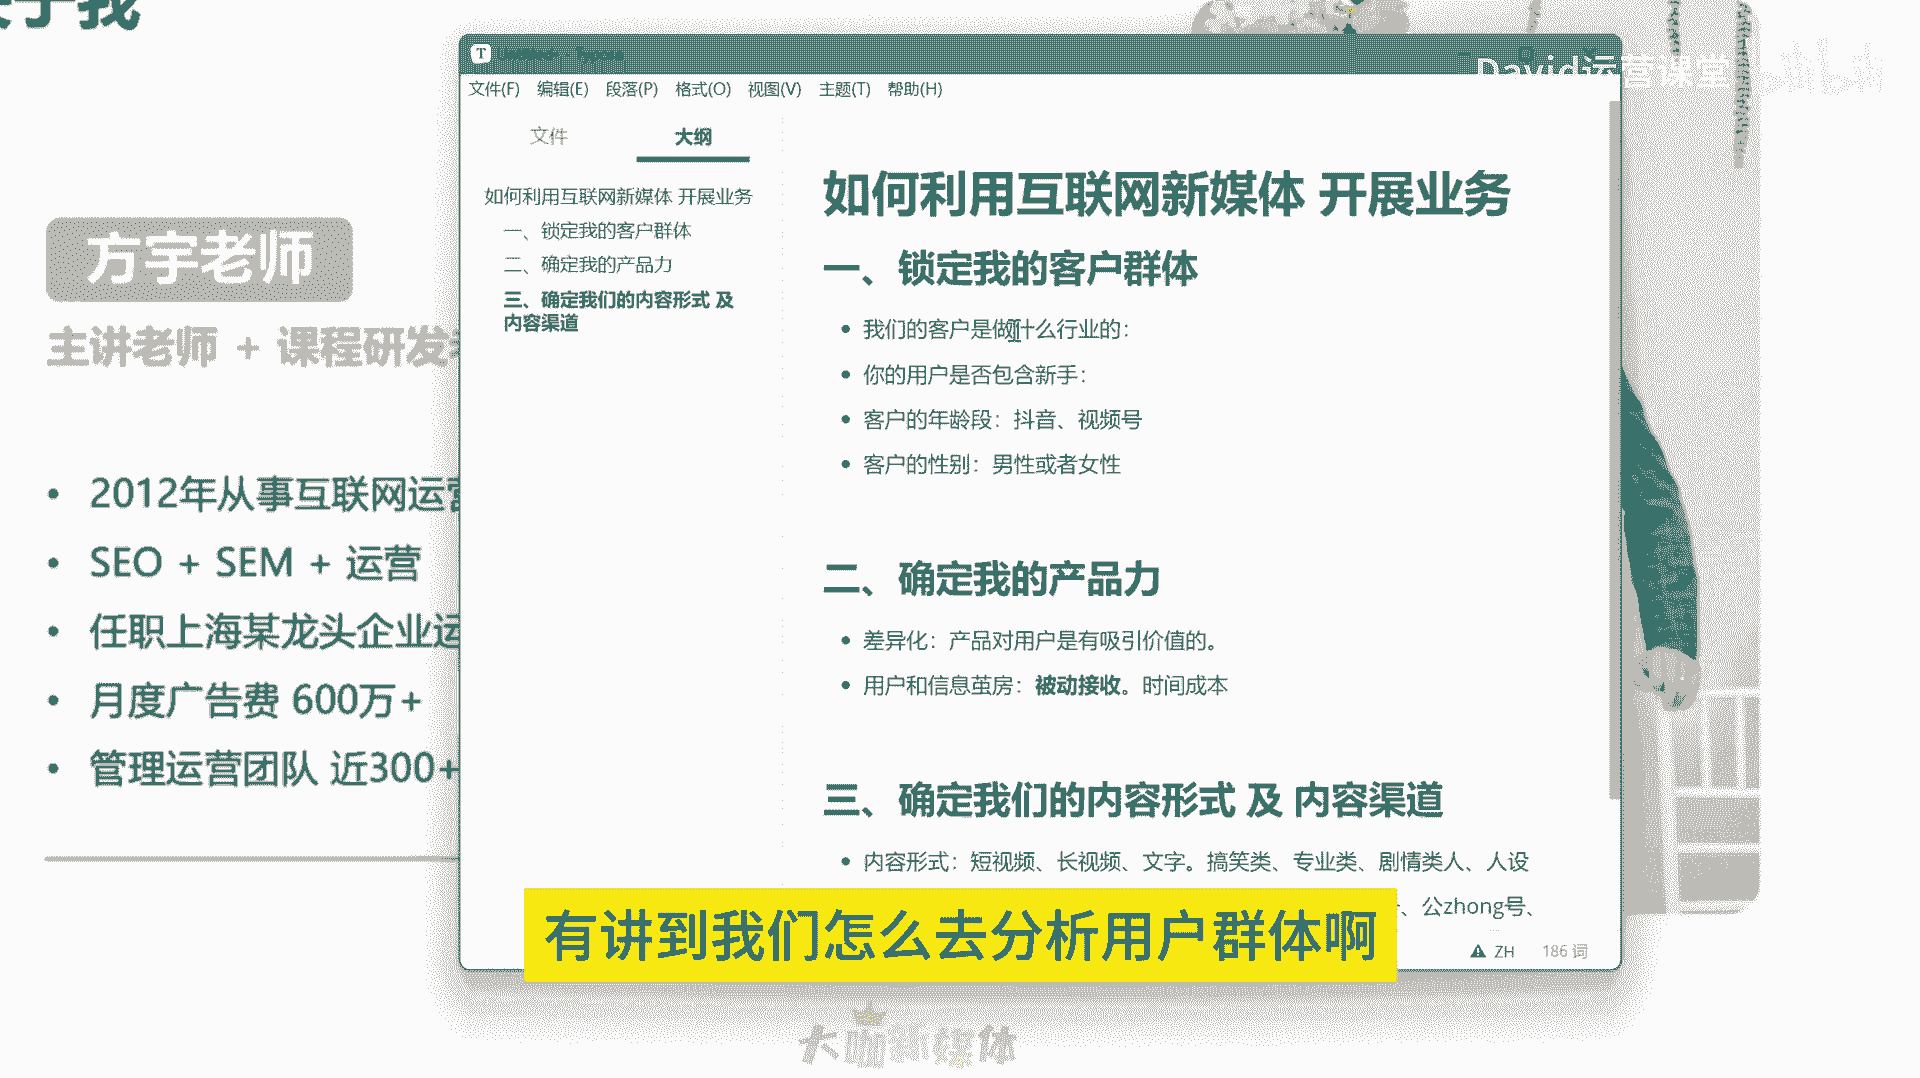 于我
方宇老师
主讲老师 + 课程研发
2012年从事互联网运营
SEO + SEM + 运营
任职上海某龙头企业运
月度广告费 600万+
管理运营团队 近300+
T
David运营课堂
bilibili
文件(F) 编辑(E) 段落(P) 格式(O) 视图(V) 主题(T) 帮助(H)
文件 大纲
如何利用互联网新媒体 开展业务
一、锁定我的客户群体
二、确定我的产品力
三、确定我们的内容形式 及
内容渠道
如何利用互联网新媒体 开展业务
一、锁定我的客户群体
我们的客户是做什么行业的：
你的用户是否包含新手：
客户的年龄段：抖音、视频号
客户的性别：男性或者女性
二、确定我的产品力
差异化：产品对用户是有吸引价值的。
用户和信息茧房：被动接收。时间成本
三、确定我们的内容形式 及 内容渠道
内容形式：短视频、长视频、文字。搞笑类、专业类、剧情类人、人设
、公zhong号、
ZH 186 词
有讲到我们怎么去分析用户群体啊
大咖新媒体